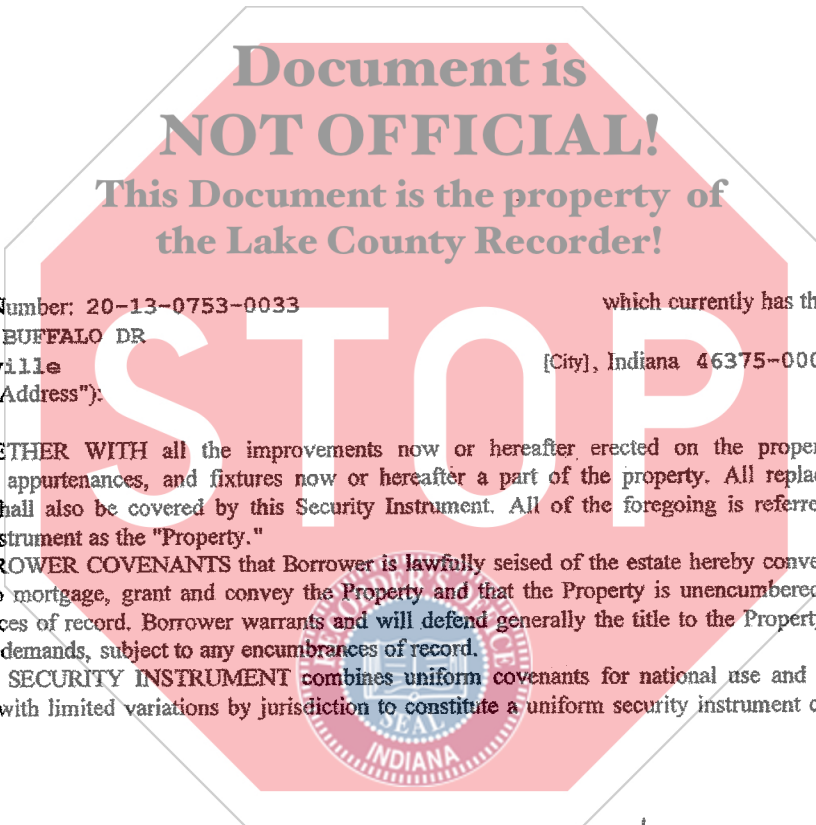 Document is
NOT OFFICIAL!
This Document is the property of
the Lake County Recorder!
Number: 20-13-0753-0033 which currently has th
BUFFALO DR
ville [City], Indiana 46375-000
Address"):
STOP
ETHER WITH all the improvements now or hereafter erected on the proper
appurtenances, and fixtures now or hereafter a part of the property. All replac
hall also be covered by this Security Instrument. All of the foregoing is referre
strument as the "Property."
ROWER COVENANTS that Borrower is lawfully seised of the estate hereby conve
o mortgage, grant and convey the Property and that the Property is unencumbered
ces of record. Borrower warrants and will defend generally the title to the Property
demands, subject to any encumbrances of record.
SECURITY INSTRUMENT combines uniform covenants for national use and
with limited variations by jurisdiction to constitute a uniform security instrument c
RECORDER'S OFFICE
SEAL
INDIANA